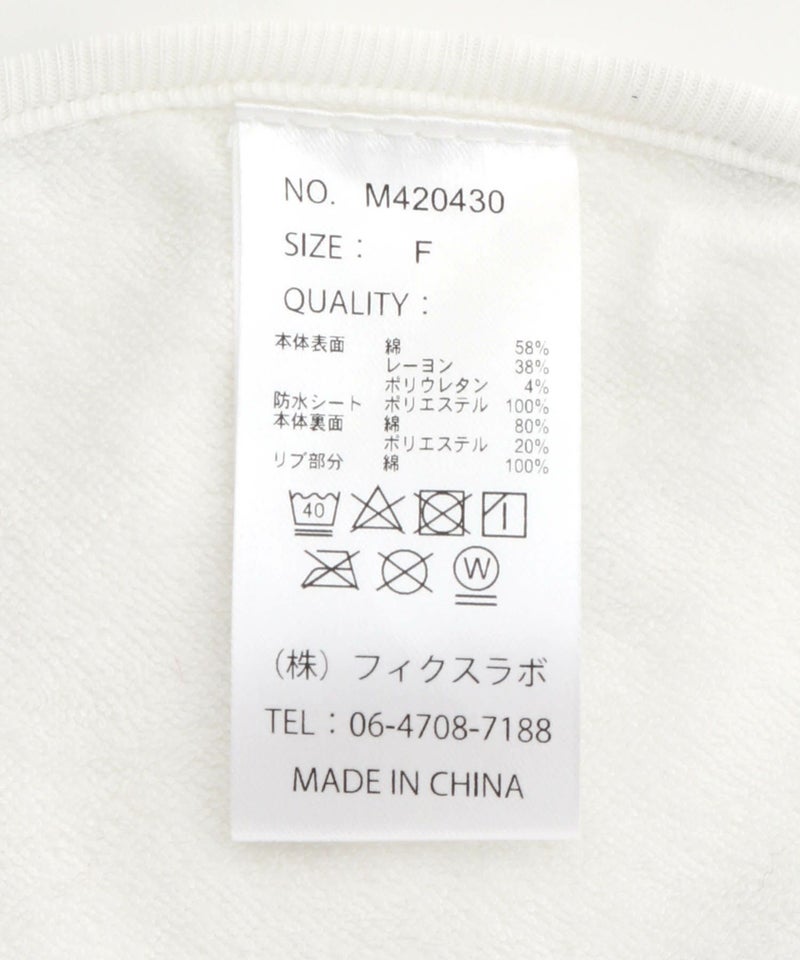 NO. M420430
SIZE : F
QUALITY :
本体表面 綿 58%
レーヨン 38%
ポリウレタン 4%
防水シート ポリエステル 100%
本体裏面 綿 80%
ポリエステル 20%
リブ部分 綿 100%
40
W
（株）フィクスラボ
TEL : 06-4708-7188
MADE IN CHINA